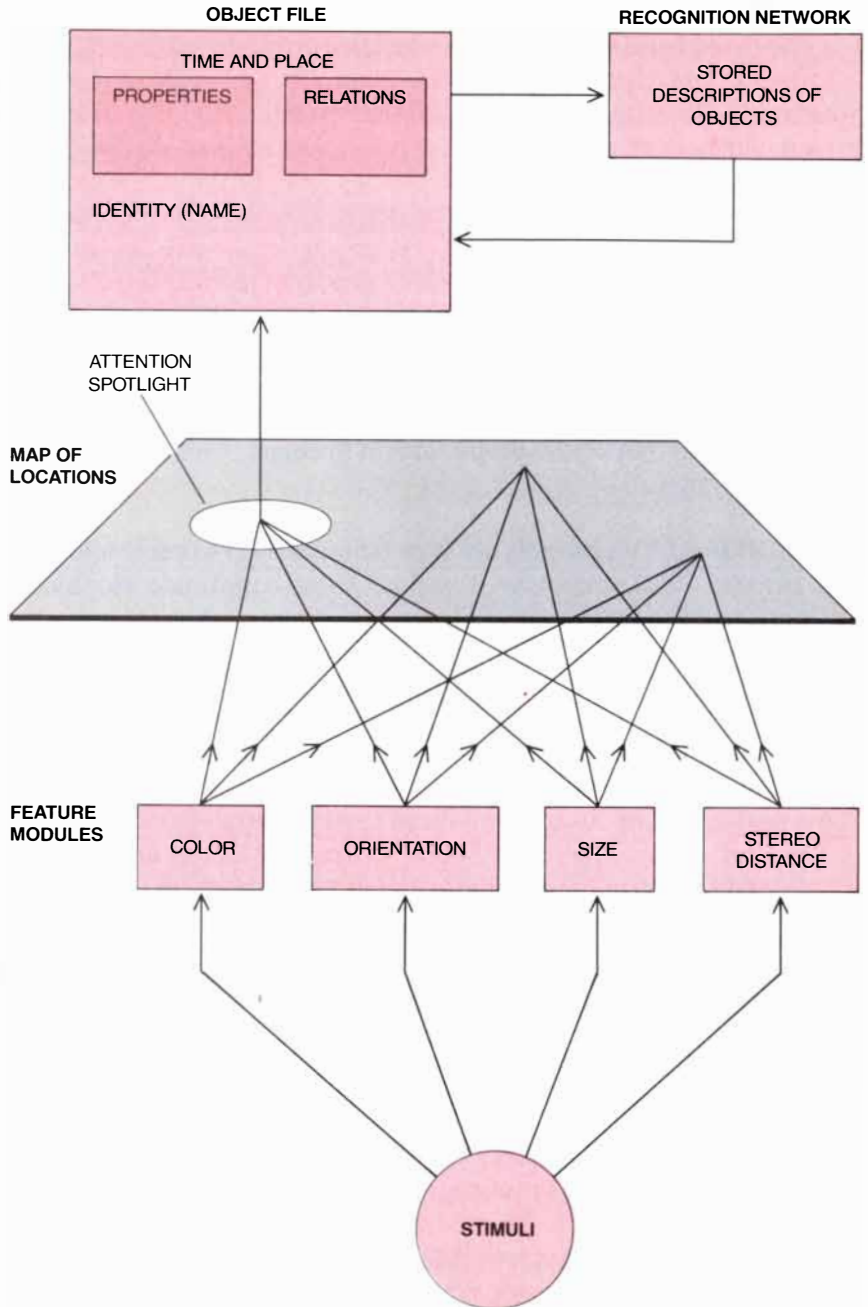 OBJECT FILE
RECOGNITION NETWORK
TIME AND PLACE
PROPERTIES
RELATIONS
IDENTITY (NAME)
STORED
DESCRIPTIONS OF
OBJECTS
ATTENTION
SPOTLIGHT
MAP OF
LOCATIONS
FEATURE
MODULES
COLOR
ORIENTATION
SIZE
STEREO
DISTANCE
STIMULI